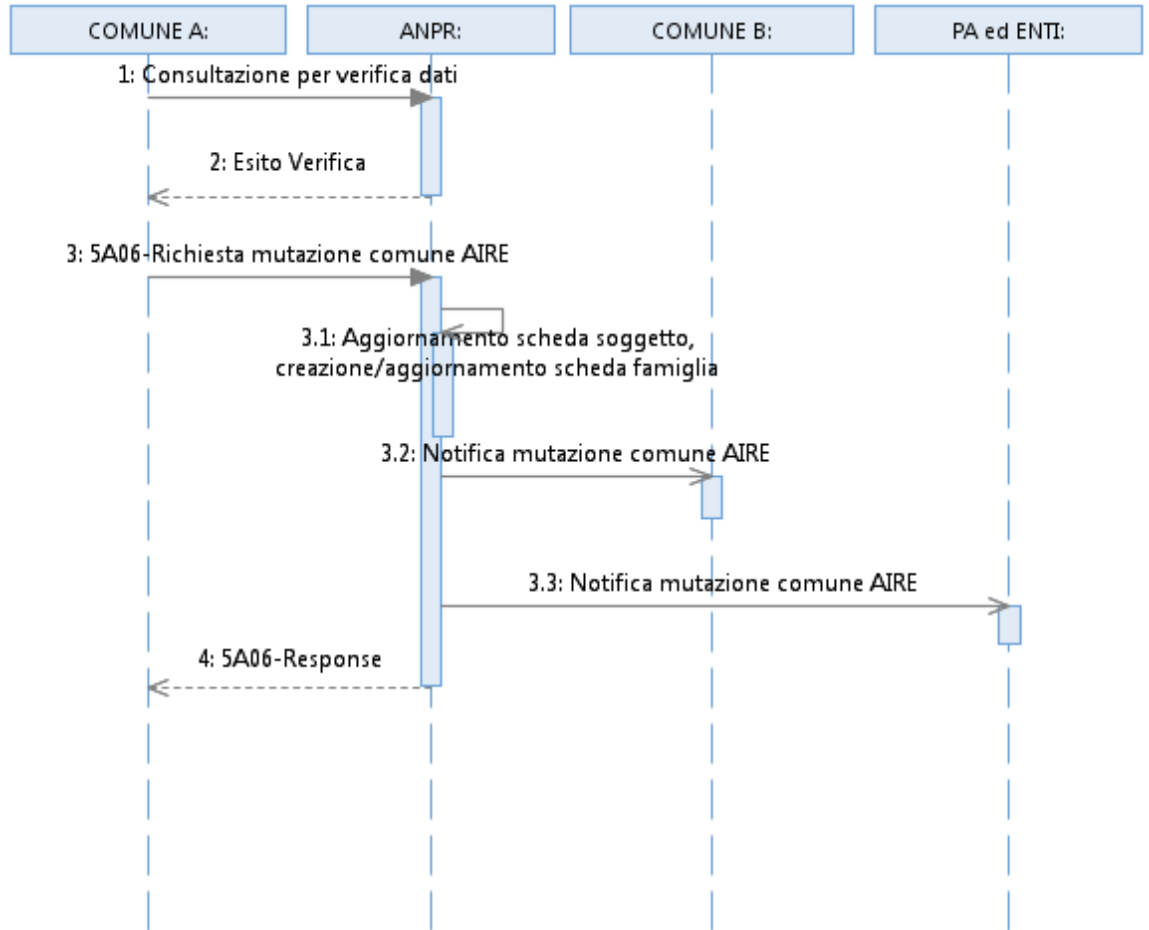 COMUNE A:
ANPR:
COMUNE B:
PA ed ENTI:
1: Consultazione per verifica dati
2: Esito Verifica
3: 5A06-Richiesta mutazione comune AIRE
3.1: Aggiornamento scheda soggetto,
creazione/aggiornamento scheda famiglia
3.2: Notifica mutazione comune AIRE
3.3: Notifica mutazione comune AIRE
4: 5A06-Response